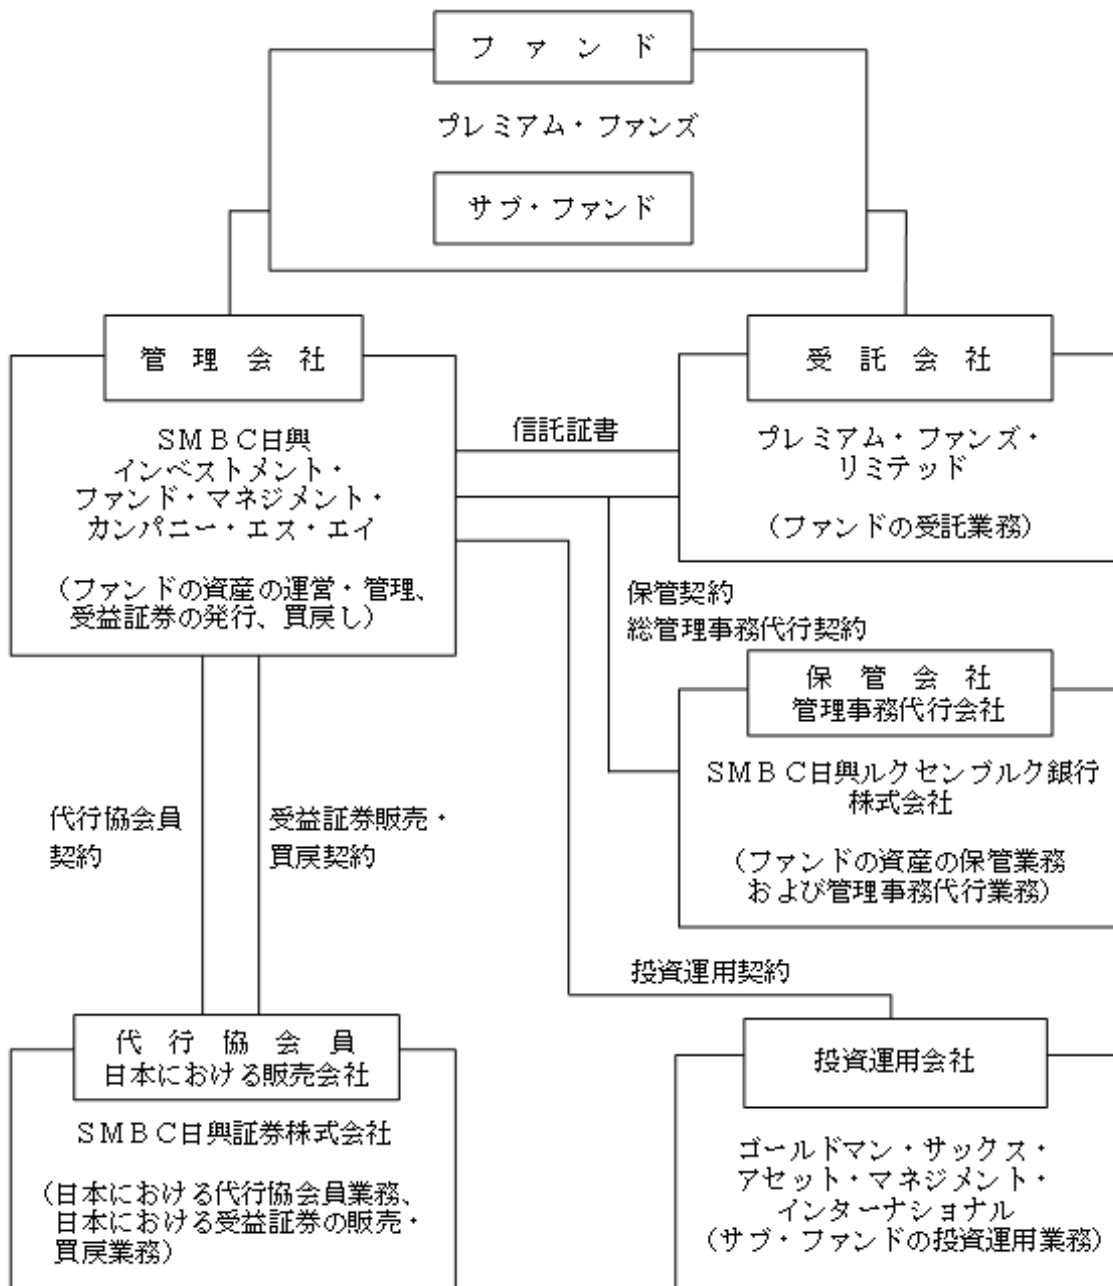 ファンド
プレミアム・ファンズ
サブ・ファンド
管理会社
SMBC日興
インベストメント・
ファンド・マネジメント・
カンパニー・エス・エイ
(ファンドの資産の運営・管理、
受益証券の発行、買戻し)
信託証書
受託会社
プレミアム・ファンズ・
リミテッド
(ファンドの受託業務)
保管契約
総管理事務代行契約
保管会社
管理事務代行会社
SMBC日興ルクセンブルク銀行
株式会社
(ファンドの資産の保管業務
および管理事務代行業務)
代行協会員
契約
受益証券販売・
買戻契約
投資運用契約
代行協会員
日本における販売会社
SMBC日興証券株式会社
(日本における代行協会員業務、
日本における受益証券の販売・
買戻業務)
投資運用会社
ゴールドマン・サックス・
アセット・マネジメント・
インターナショナル
(サブ・ファンドの投資運用業務)